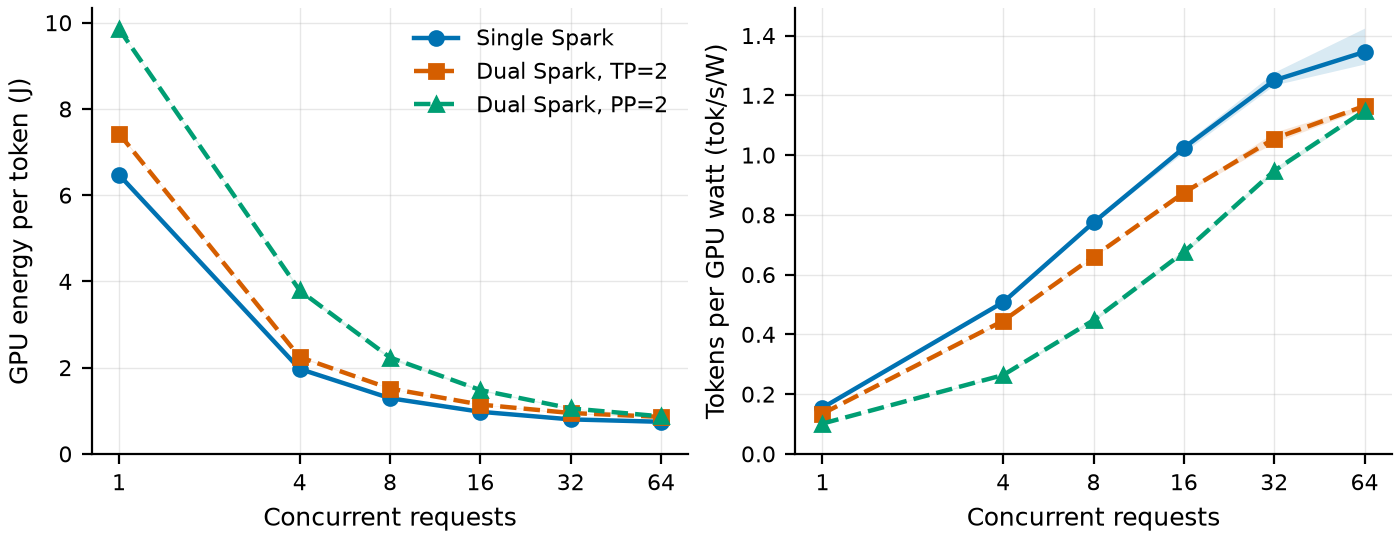 GPU energy per token (J)
10
8
6
4
2
0
Single Spark
Dual Spark, TP=2
Dual Spark, PP=2
1 4 8 16 32 64
Concurrent requests
Tokens per GPU watt (tok/s/W)
1.4
1.2
1.0
0.8
0.6
0.4
0.2
0.0
1 4 8 16 32 64
Concurrent requests